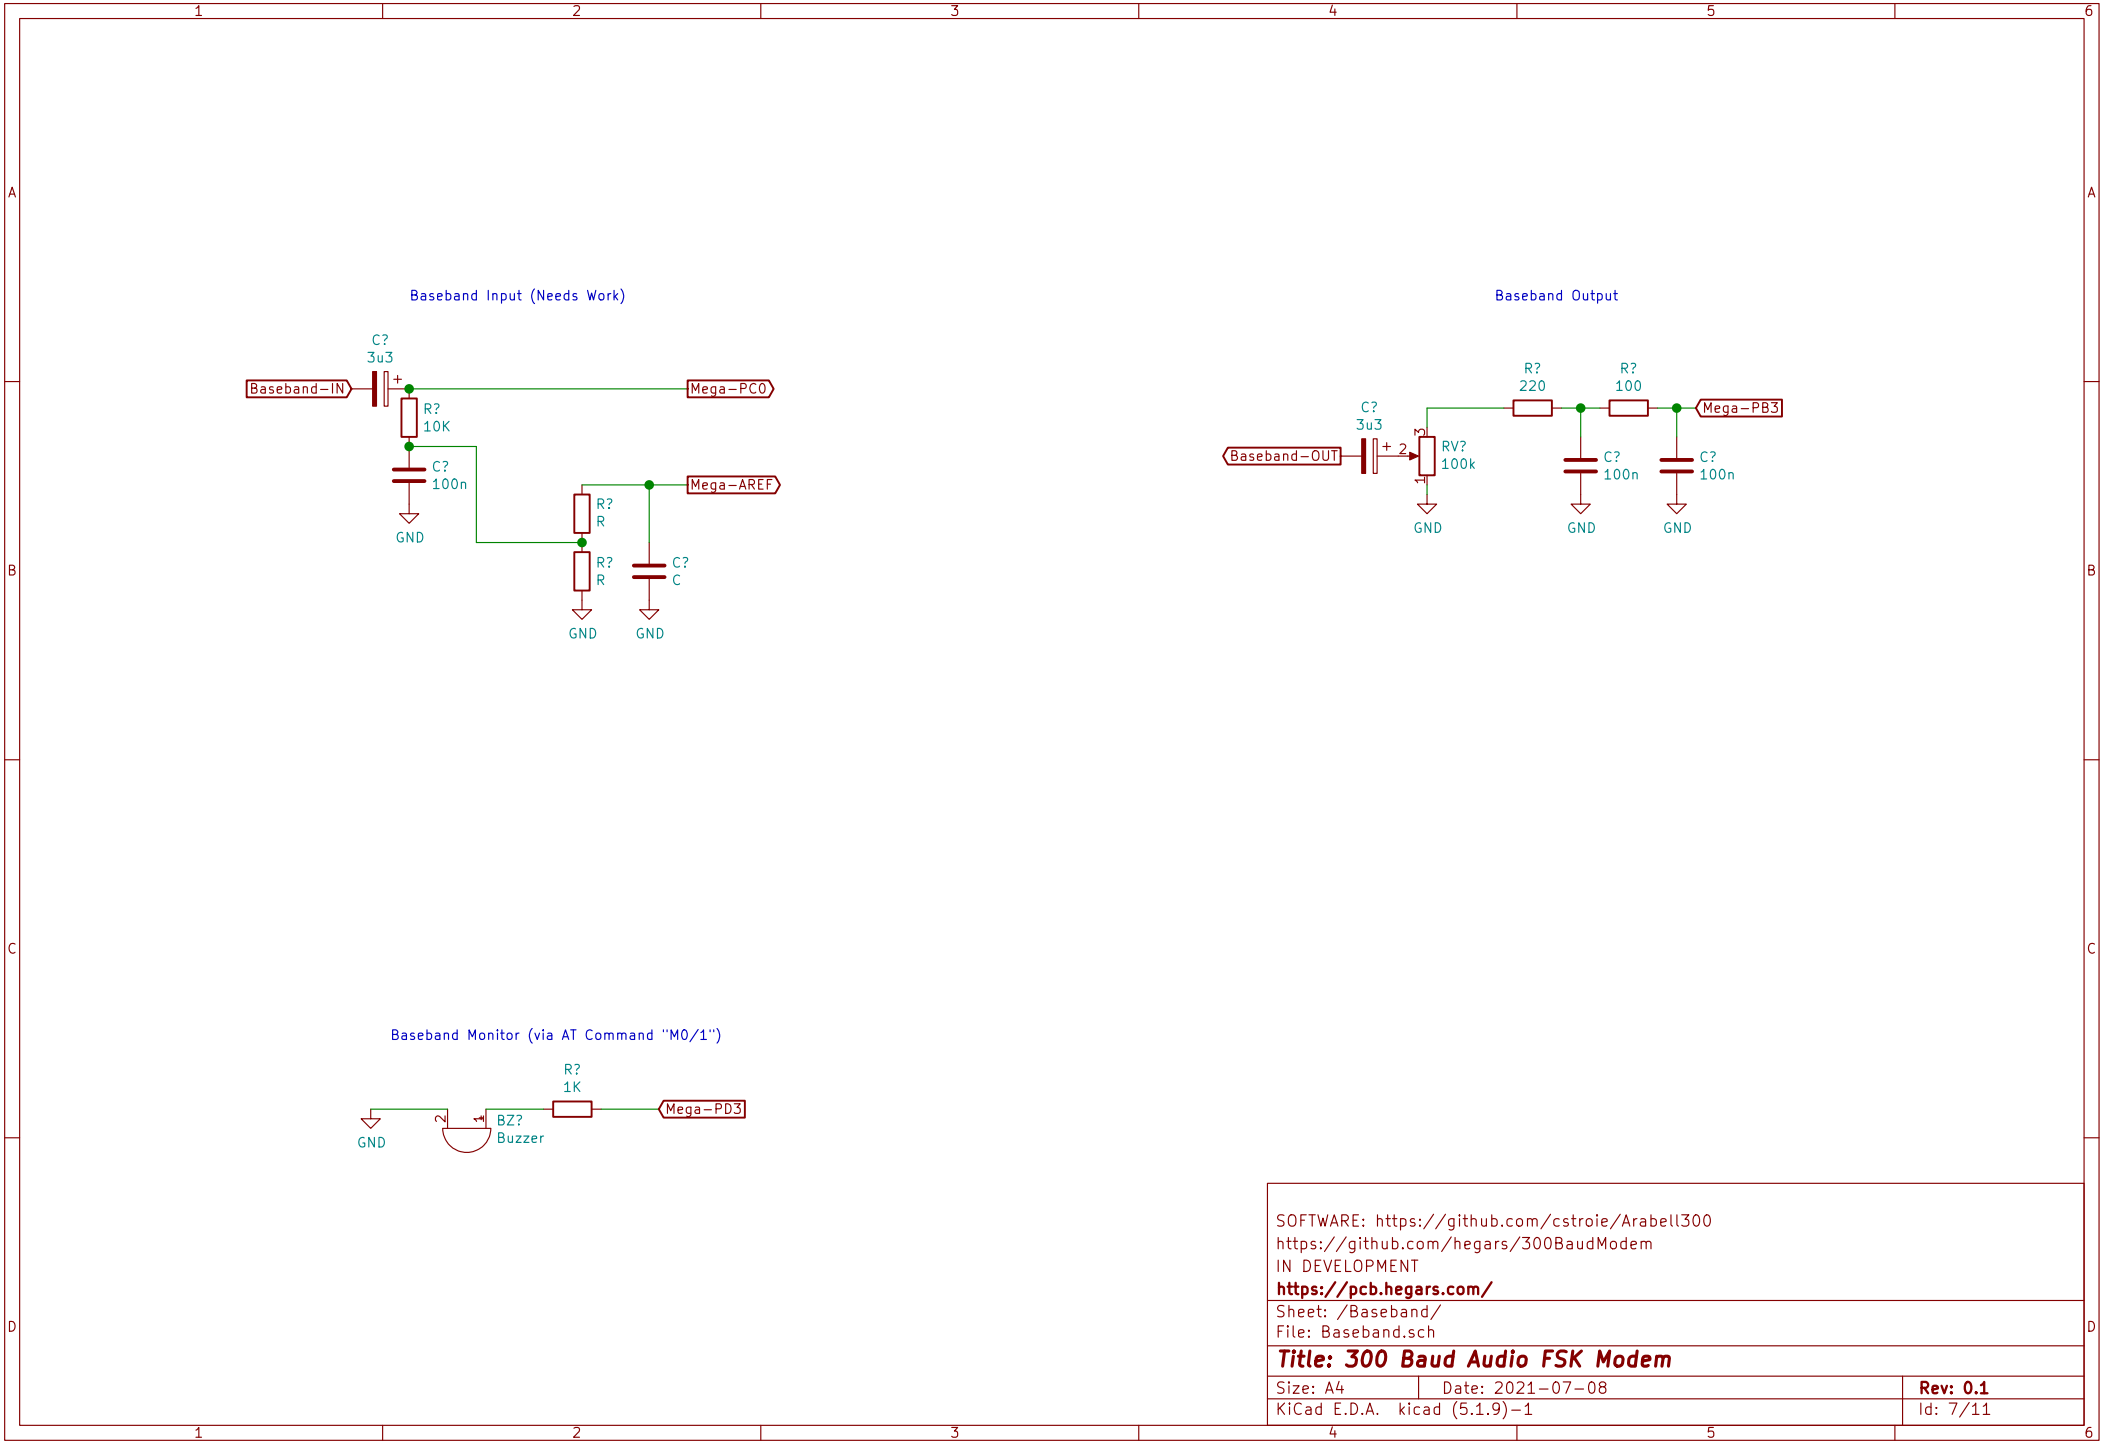 1 2 3 4 5 6
A A
Baseband Input (Needs Work)
C?
3u3
Baseband-IN
+
Mega-PC0
R?
10K
C?
100n
GND
Mega-AREF
R?
R
R?
R
GND
C?
C
GND
Baseband Output
R?
220
R?
100
Mega-PB3
C?
3u3
Baseband-OUT
+
2
3
1
RV?
100k
GND
C?
100n
GND
C?
100n
GND
B B
C C
Baseband Monitor (via AT Command "M0/1")
R?
1K
Mega-PD3
GND
2
1
+
BZ?
Buzzer
D D
SOFTWARE: https://github.com/cstroie/Arabell300
https://github.com/hegars/300BaudModem
IN DEVELOPMENT
https://pcb.hegars.com/
Sheet: /Baseband/
File: Baseband.sch
Title: 300 Baud Audio FSK Modem
Size: A4 Date: 2021-07-08 Rev: 0.1
KiCad E.D.A. kicad (5.1.9)-1 Id: 7/11
1 2 3 4 5 6